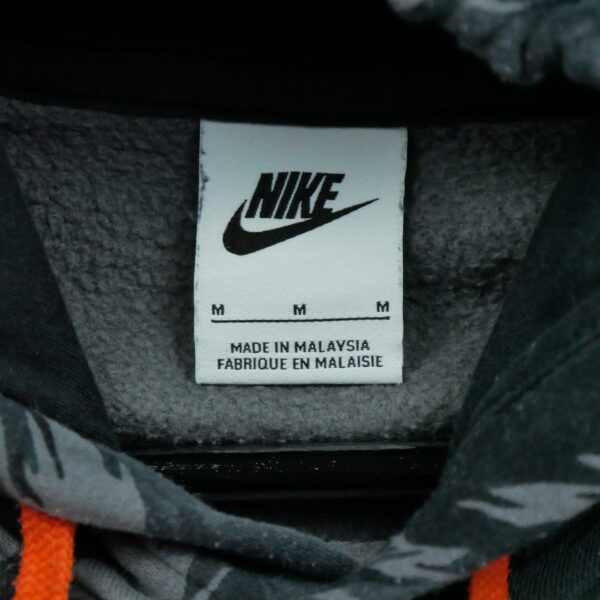 NIKE
M M M
MADE IN MALAYSIA
FABRIQUE EN MALAISIE